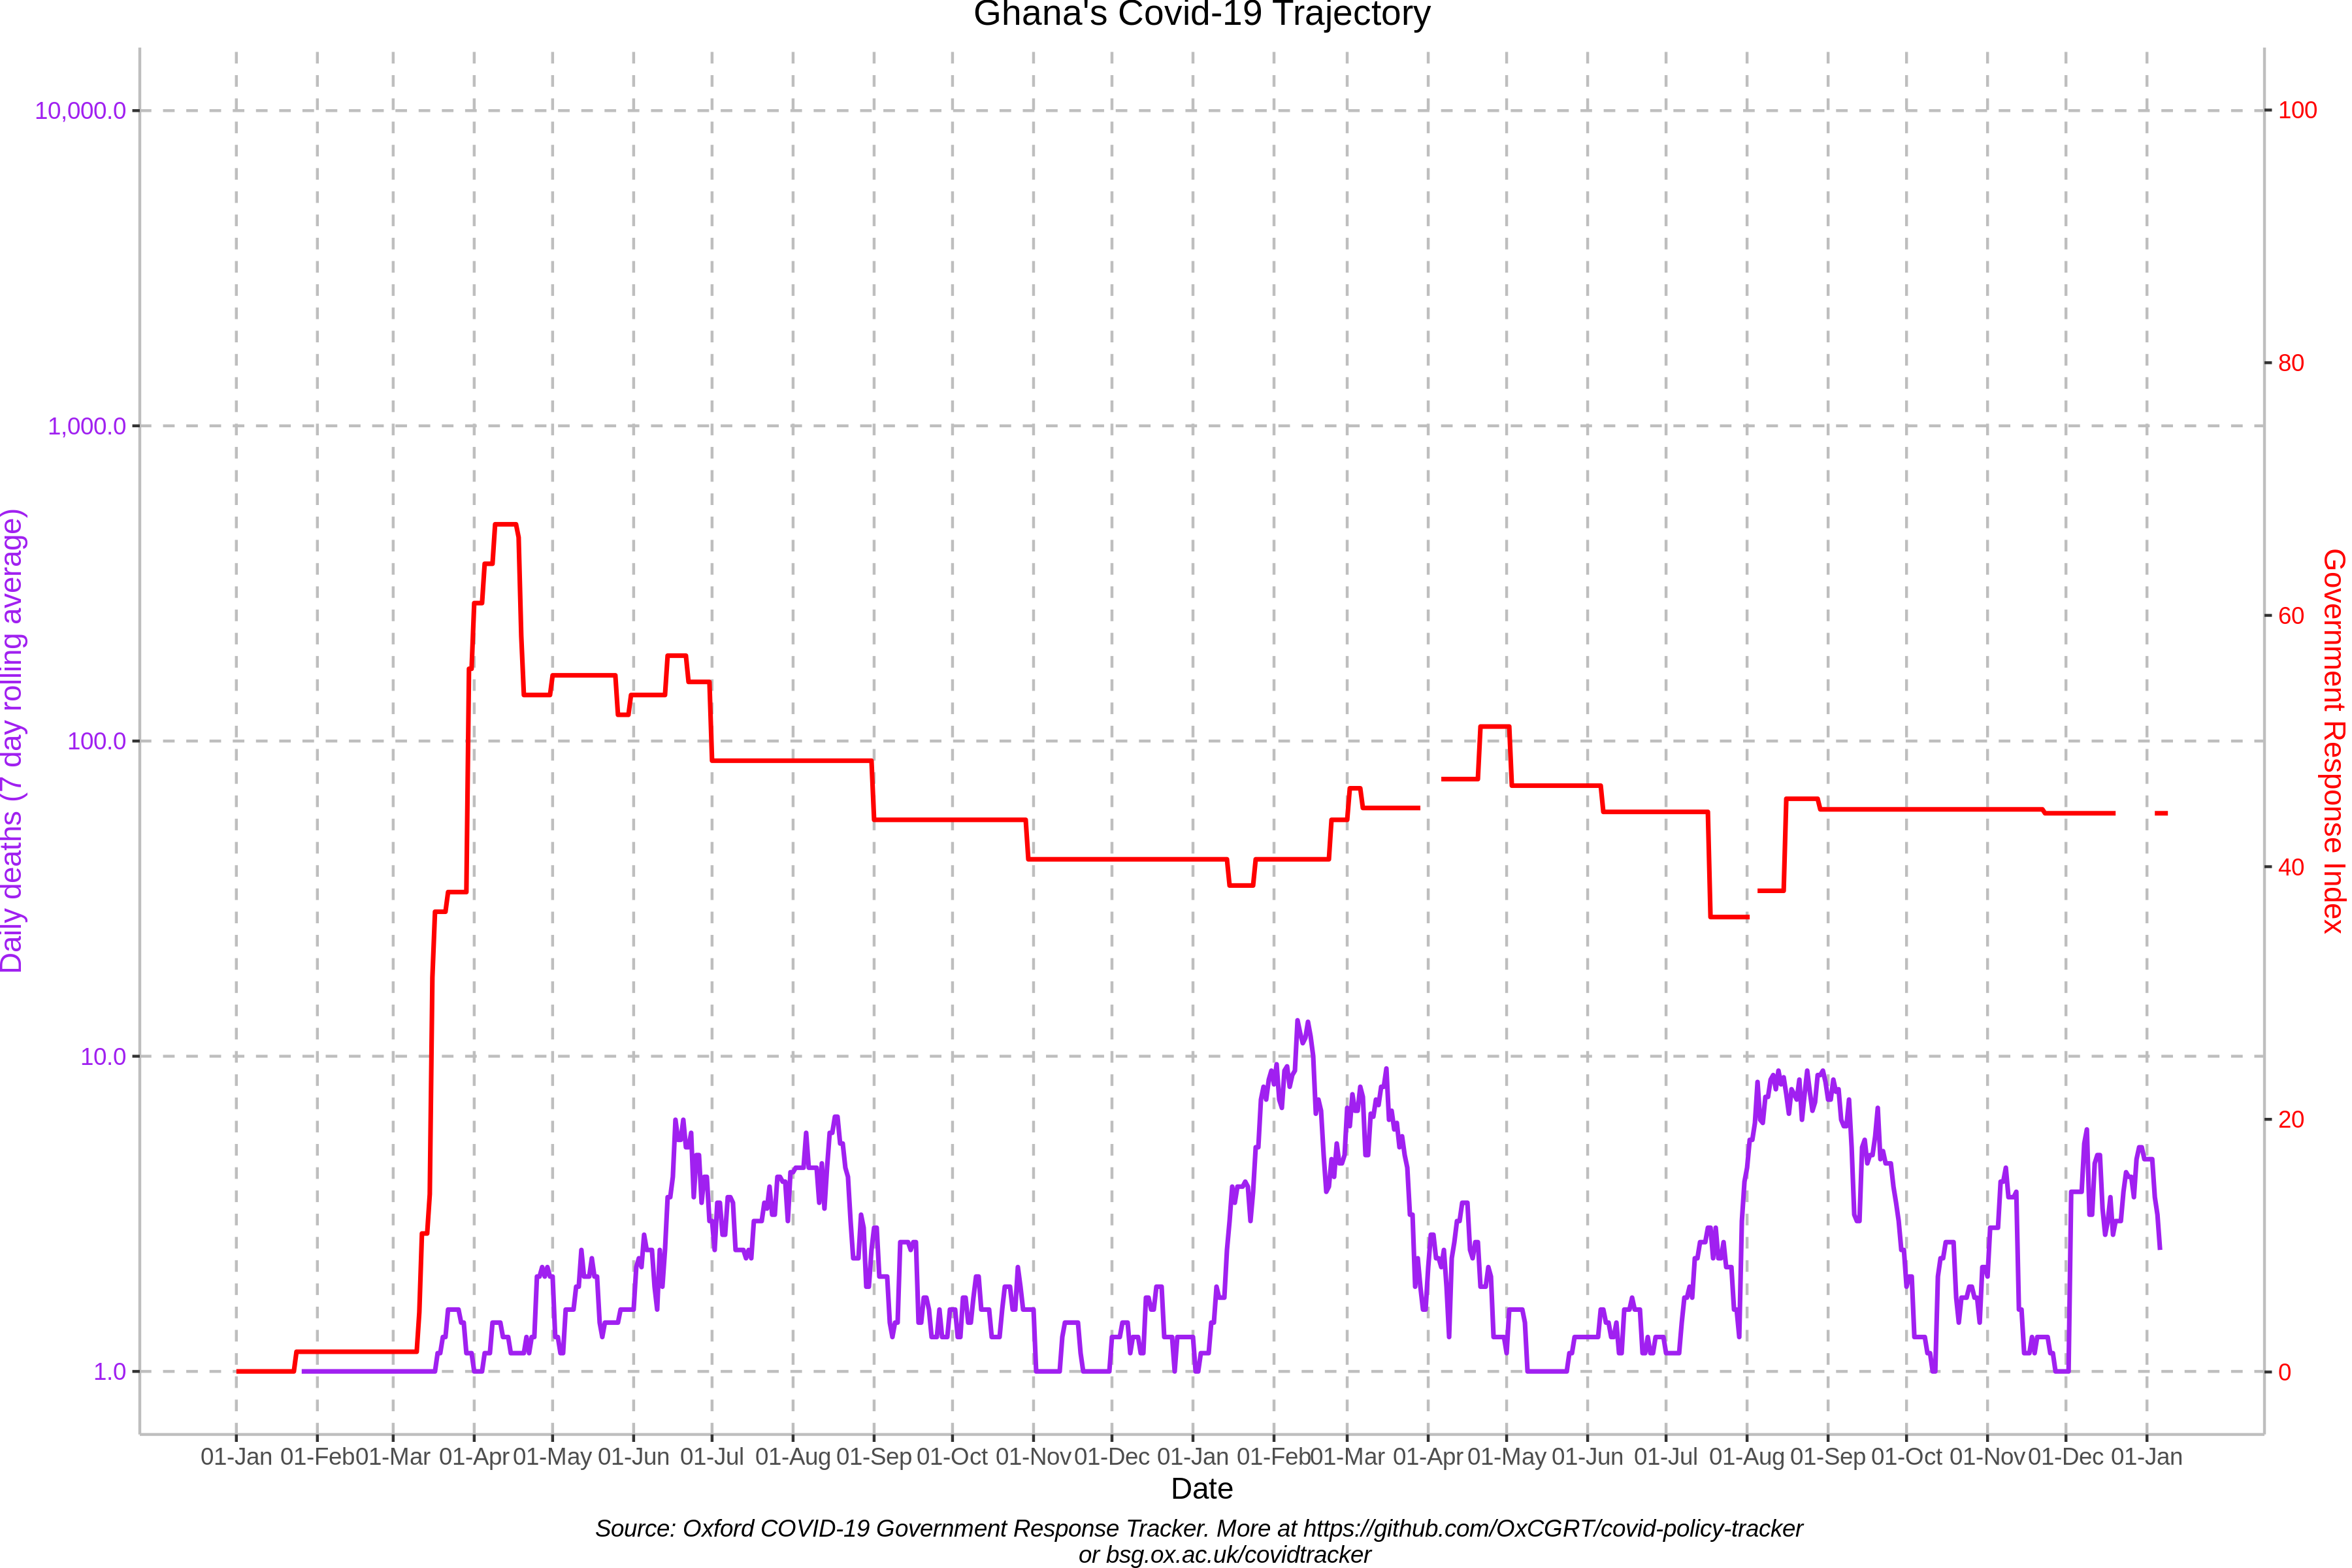 Ghana's Covid-19 Trajectory
10,000.0
1,000.0
100.0
10.0
1.0
Daily deaths (7 day rolling average)
100
80
60
40
20
0
Government Response Index
01-Jan 01-Feb 01-Mar 01-Apr 01-May 01-Jun 01-Jul 01-Aug 01-Sep 01-Oct 01-Nov 01-Dec 01-Jan 01-Feb 01-Mar 01-Apr 01-May 01-Jun 01-Jul 01-Aug 01-Sep 01-Oct 01-Nov 01-Dec 01-Jan
Date
Source: Oxford COVID-19 Government Response Tracker. More at https://github.com/OxCGRT/covid-policy-tracker
or bsg.ox.ac.uk/covidtracker